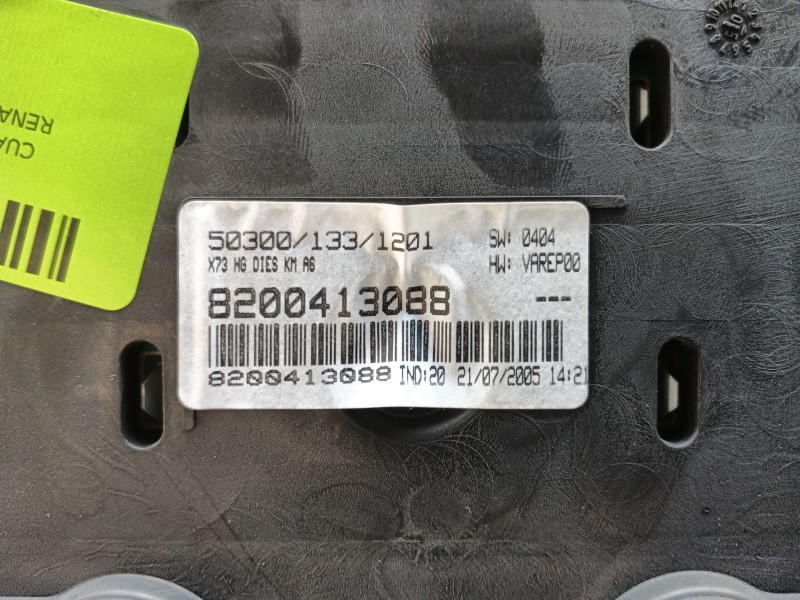 50300/133/1201 SW: 0404
X73 HG DIES KM A6 HW: VAREP00
8200413088 ---
8200413088 IND:20 21/07/2005 14:21
CUA
RENA